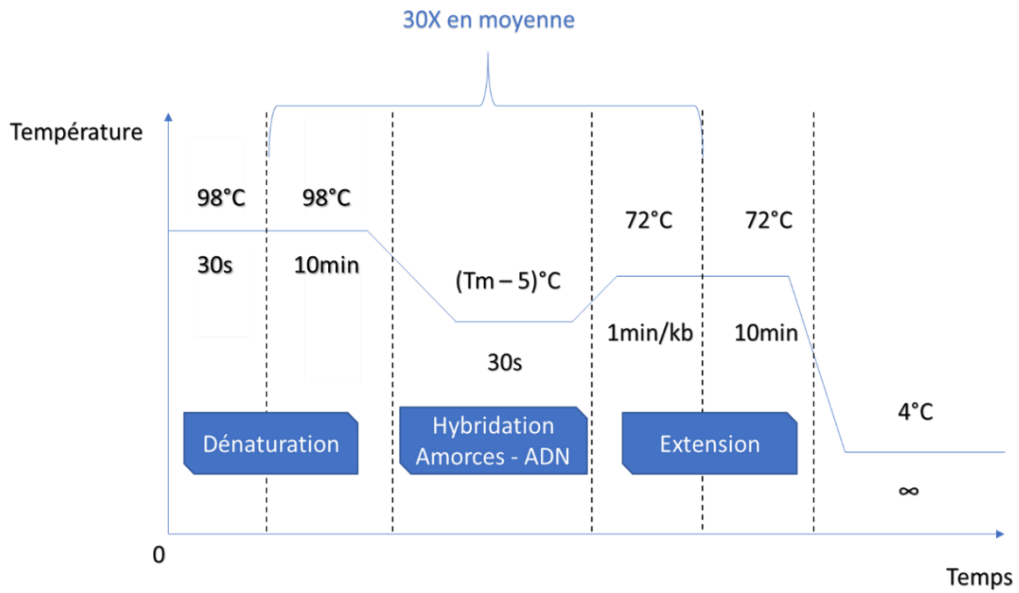 30X en moyenne
Température
98°C
98°C
72°C
72°C
30s
10min
(Tm – 5)°C
1min/kb
10min
30s
4°C
Dénaturation
Hybridation
Amorces - ADN
Extension
∞
0
Temps